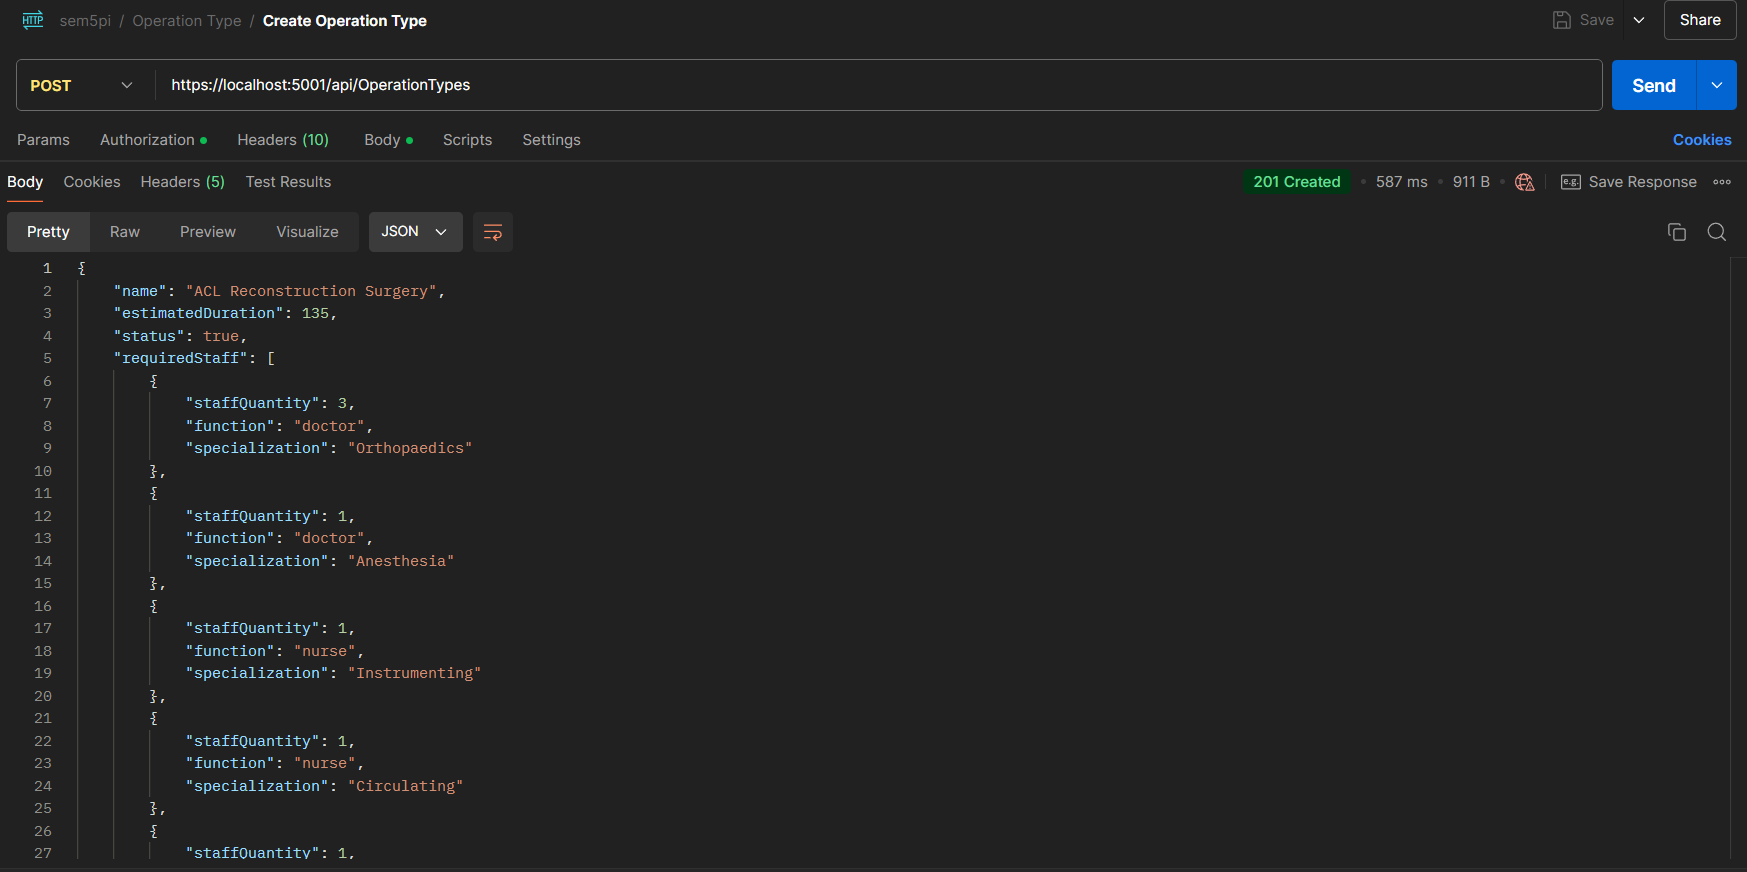 HTTP sem5pi / Operation Type / Create Operation Type Save Share
POST https://localhost:5001/api/OperationTypes Send
Params Authorization Headers (10) Body Scripts Settings Cookies
Body Cookies Headers (5) Test Results 201 Created 587 ms 911 B e.g. Save Response
Pretty Raw Preview Visualize JSON
1 {
2 "name": "ACL Reconstruction Surgery",
3 "estimatedDuration": 135,
4 "status": true,
5 "requiredStaff": [
6 {
7 "staffQuantity": 3,
8 "function": "doctor",
9 "specialization": "Orthopaedics"
10 },
11 {
12 "staffQuantity": 1,
13 "function": "doctor",
14 "specialization": "Anesthesia"
15 },
16 {
17 "staffQuantity": 1,
18 "function": "nurse",
19 "specialization": "Instrumenting"
20 },
21 {
22 "staffQuantity": 1,
23 "function": "nurse",
24 "specialization": "Circulating"
25 },
26 {
27 "staffQuantity": 1,